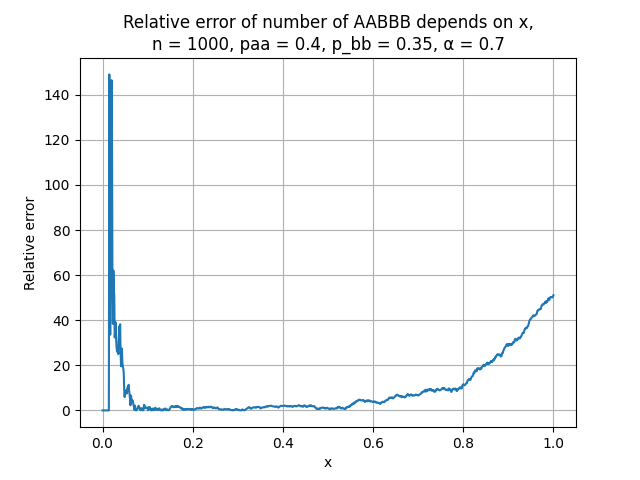 Relative error of number of AABBB depends on x,
n = 1000, paa = 0.4, p_bb = 0.35, α = 0.7
140
120
100
80
60
40
20
0
Relative error
0.0 0.2 0.4 0.6 0.8 1.0
x